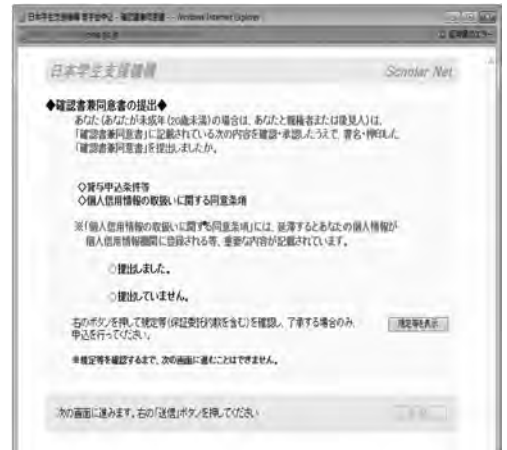 日本学生支援機構 Windows Internet Explorer
日本学生支援機構 Scholar Net
◆確認書兼同意書の提出◆
あなた(あなたが未成年(20歳未満)の場合は、あなたと親権者または後見人)は、
「確認書兼同意書」に記載されている次の内容を確認・承認したうえで、署名・押印した
「確認書兼同意書」を提出しましたか。
◇貸与申込条件等
◇個人信用情報の取扱いに関する同意条項
※「個人信用情報の取扱いに関する同意条項」には、延滞するとあなたの個人情報が
個人信用情報機関に登録される等、重要な内容が記載されています。
○提出しました。
○提出していません。
右のボタンを押して規定等(保証委託約款を含む)を確認し、了承する場合のみ 規定等を表示
申込を行ってください。
※規定等を確認するまで、次の画面に進むことはできません。
次の画面に進みます。右の「送信」ボタンを押してください